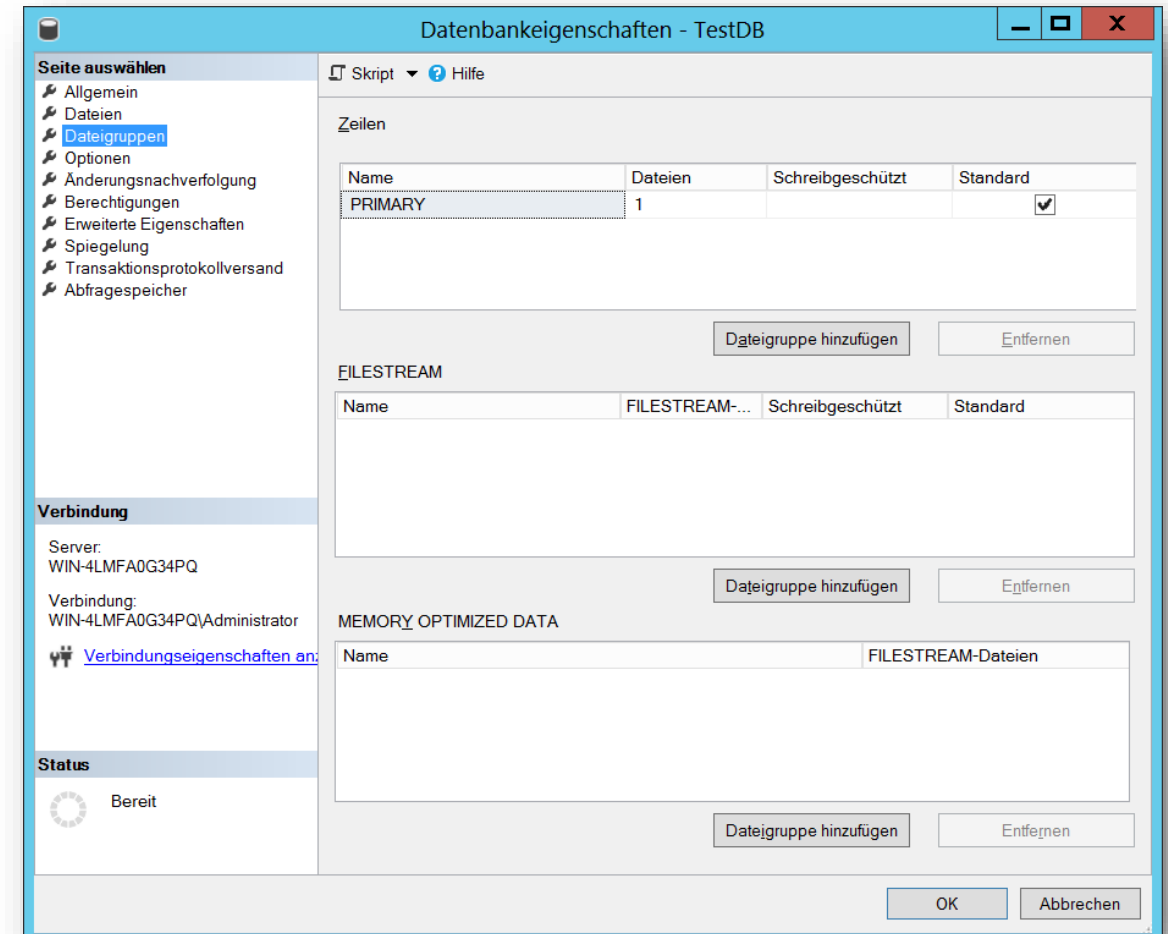 Datenbankeigenschaften - TestDB
Seite auswählen
Allgemein
Dateien
Dateigruppen
Optionen
Änderungsnachverfolgung
Berechtigungen
Erweiterte Eigenschaften
Spiegelung
Transaktionsprotokollversand
Abfragespeicher
Verbindung
Server:
WIN-4LMFA0G34PQ
Verbindung:
WIN-4LMFA0G34PQ\Administrator
Verbindungseigenschaften anz
Status
Bereit
Skript Hilfe
Zeilen
Name Dateien Schreibgeschützt Standard
PRIMARY 1
Dateigruppe hinzufügen Entfernen
FILESTREAM
Name FILESTREAM-... Schreibgeschützt Standard
Dateigruppe hinzufügen Entfernen
MEMORY OPTIMIZED DATA
Name FILESTREAM-Dateien
Dateigruppe hinzufügen Entfernen
OK Abbrechen